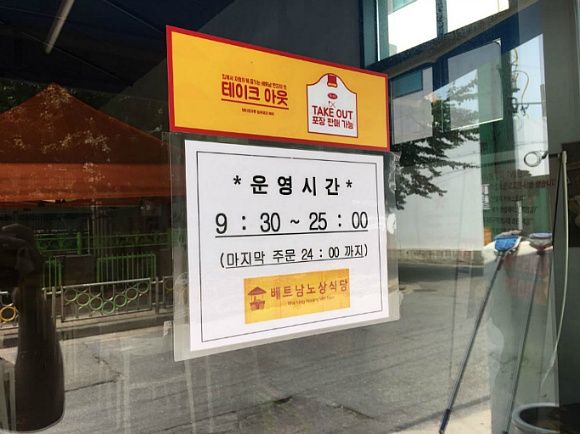 테이크 아웃
TAKE OUT
포장 판매 가능
* 운 영 시 간 *
9 : 30 ~ 25 : 00
(마지막 주문 24 : 00 까지)
베트남노상식당